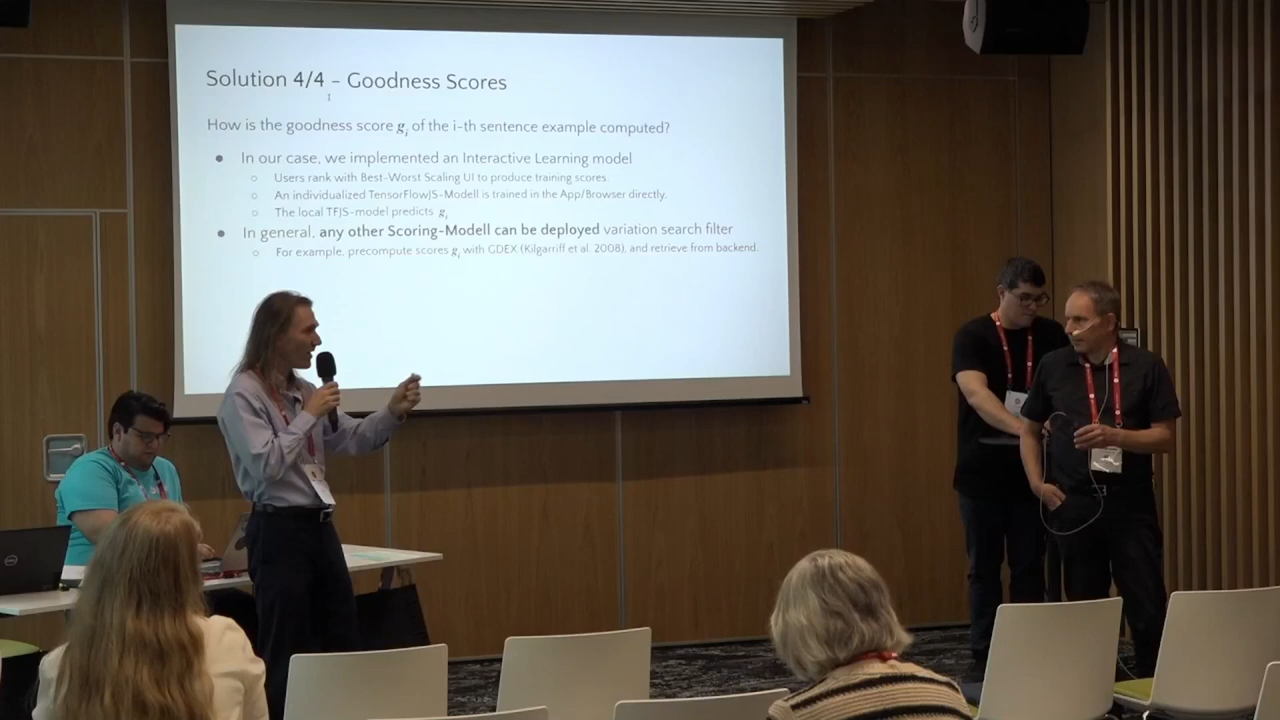 Solution 4/4 - Goodness Scores
How is the goodness score gi of the i-th sentence example computed?
● In our case, we implemented an Interactive Learning model
○ Users rank with Best-Worst Scaling UI to produce training scores.
○ An individualized TensorFlowJS-Modell is trained in the App/Browser directly.
○ The local TFJS-model predicts gi
● In general, any other Scoring-Modell can be deployed variation search filter
○ For example, precompute scores gi with GDEX (Kilgarriff et al. 2008), and retrieve from backend.
DELL